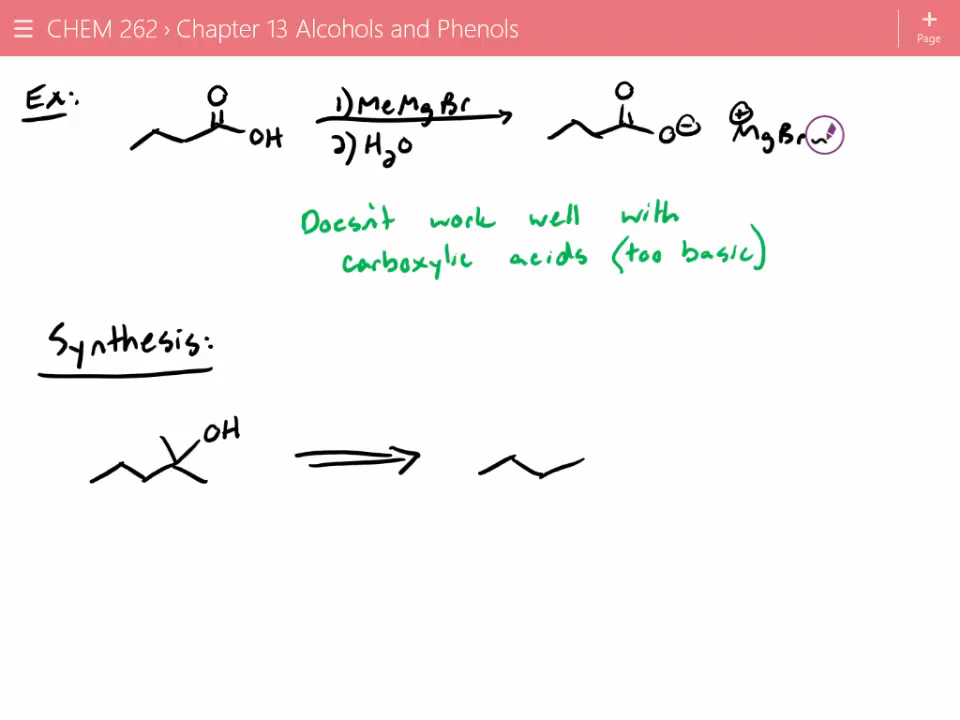 CHEM 262 › Chapter 13 Alcohols and Phenols
+
Page
Ex:
O
OH
1) MeMgBr
2) H₂O
O
O⊖
⊕
MgBr
Doesn't work well with
carboxylic acids (too basic)
Synthesis:
OH